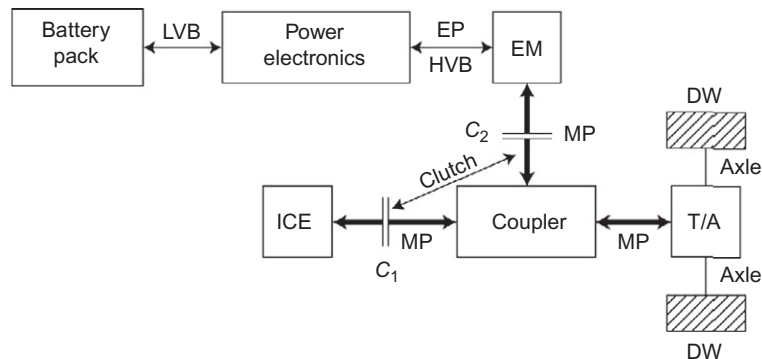 Battery
pack
LVB
Power
electronics
EP
HVB
EM
DW
C2
MP
Axle
Clutch
ICE
MP
C1
Coupler
MP
T/A
Axle
DW